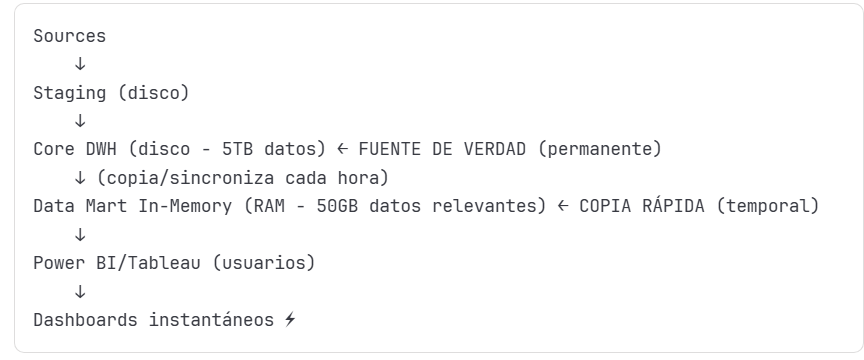 Sources
↓
Staging (disco)
↓
Core DWH (disco - 5TB datos) ← FUENTE DE VERDAD (permanente)
↓ (copia/sincroniza cada hora)
Data Mart In-Memory (RAM - 50GB datos relevantes) ← COPIA RÁPIDA (temporal)
↓
Power BI/Tableau (usuarios)
↓
Dashboards instantáneos ⚡